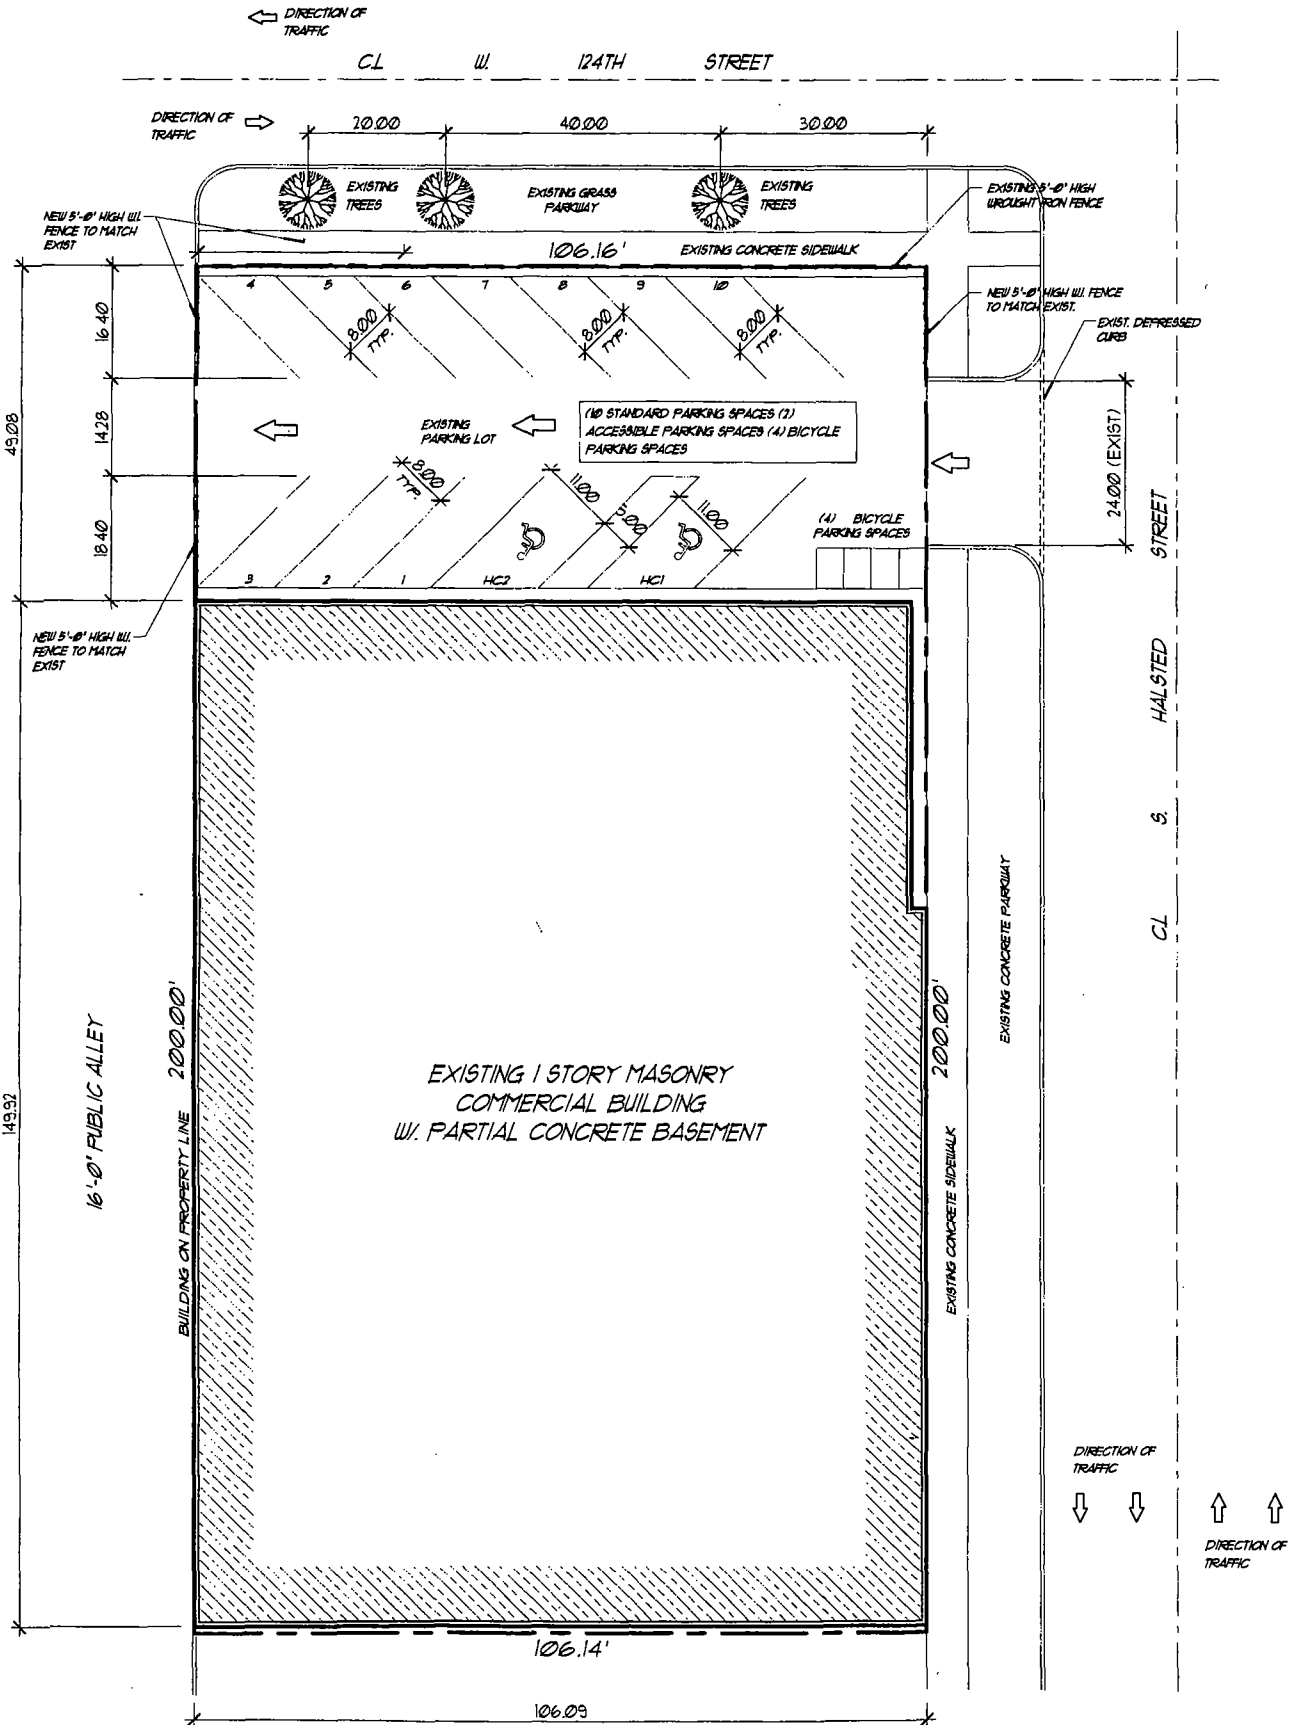 DIRECTION OF
TRAFFIC
CL W. 124TH STREET
DIRECTION OF
TRAFFIC
20.00
40.00
30.00
EXISTING
TREES
EXISTING GRASS
PARKWAY
EXISTING
TREES
EXISTING 5'-0" HIGH
WROUGHT IRON FENCE
NEW 5'-0" HIGH W.I.
FENCE TO MATCH
EXIST
106.16'
EXISTING CONCRETE SIDEWALK
4
5
6
7
8
9
10
NEW 5'-0" HIGH W.I. FENCE
TO MATCH EXIST.
EXIST. DEPRESSED
CURB
16.40
8.00
TYP.
8.00
TYP.
8.00
TYP.
49.08
14.28
EXISTING
PARKING LOT
(10 STANDARD PARKING SPACES (2)
ACCESSIBLE PARKING SPACES (4) BICYCLE
PARKING SPACES
24.00 (EXIST)
8.00
TYP.
11.00
5.00
11.00
18.40
(4) BICYCLE
PARKING SPACES
3
2
1
HC2
HC1
NEW 5'-0" HIGH W.I.
FENCE TO MATCH
EXIST
CL S. HALSTED STREET
EXISTING CONCRETE PARKWAY
149.92
16'-0" PUBLIC ALLEY
200.00'
BUILDING ON PROPERTY LINE
EXISTING 1 STORY MASONRY
COMMERCIAL BUILDING
W/. PARTIAL CONCRETE BASEMENT
200.00'
EXISTING CONCRETE SIDEWALK
DIRECTION OF
TRAFFIC
DIRECTION OF
TRAFFIC
106.14'
106.09